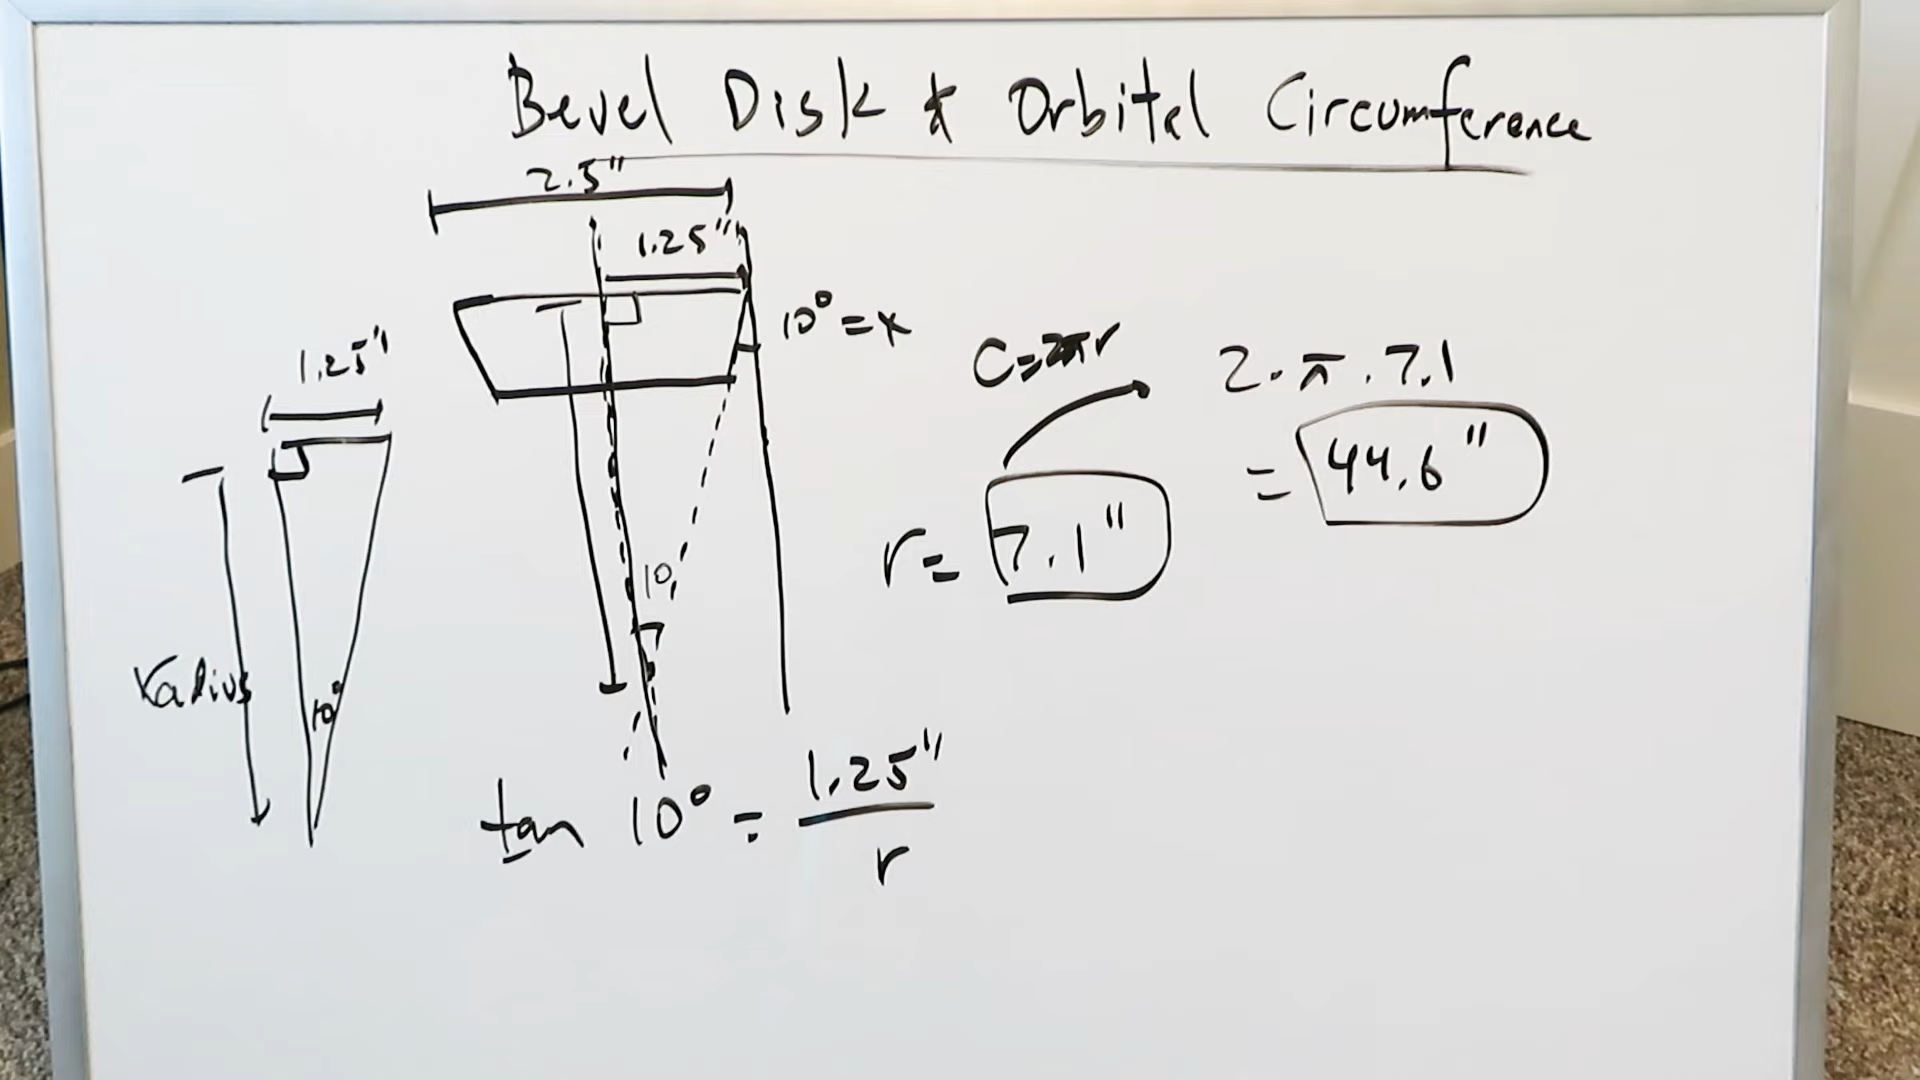 Bevel Disk & Orbital Circumference
2.5"
1.25"
10° = x
1.25"
C=2πr
2.π.7.1
= 44.6"
r= 7.1"
10
radius
10°
tan 10° = 1.25" / r